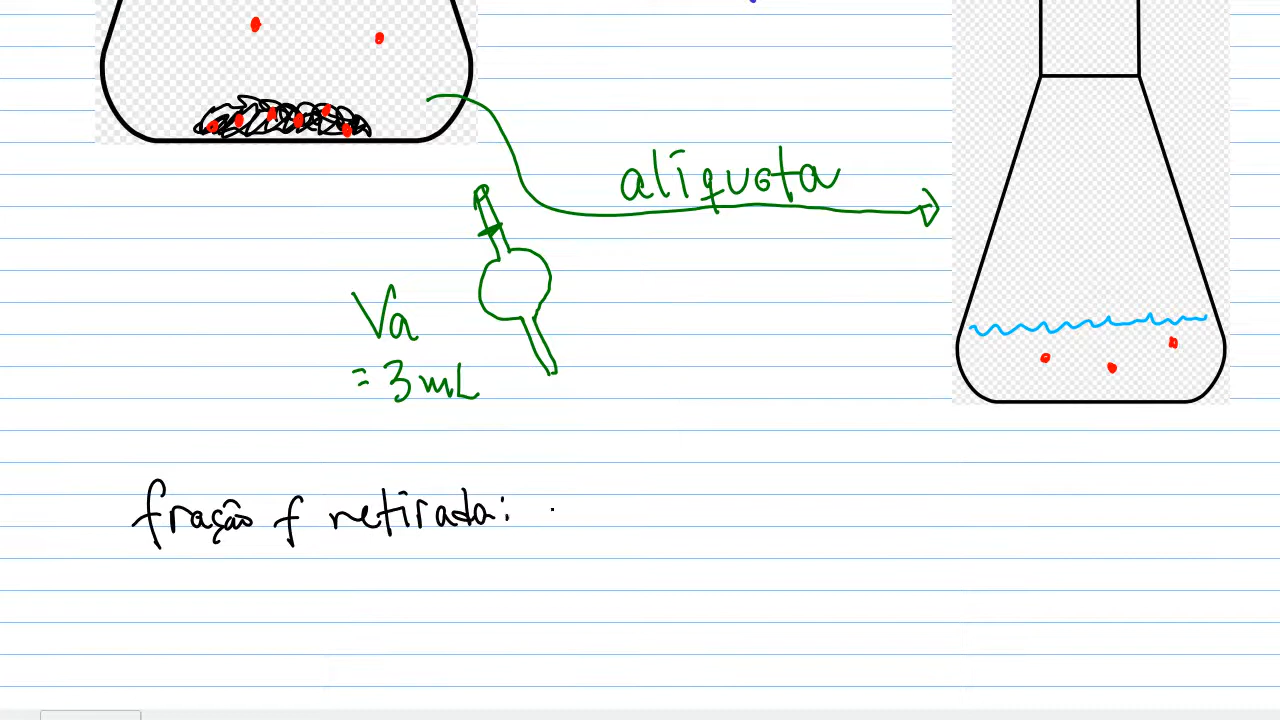 alíquota
Va
= 3 mL
fração f retirada: